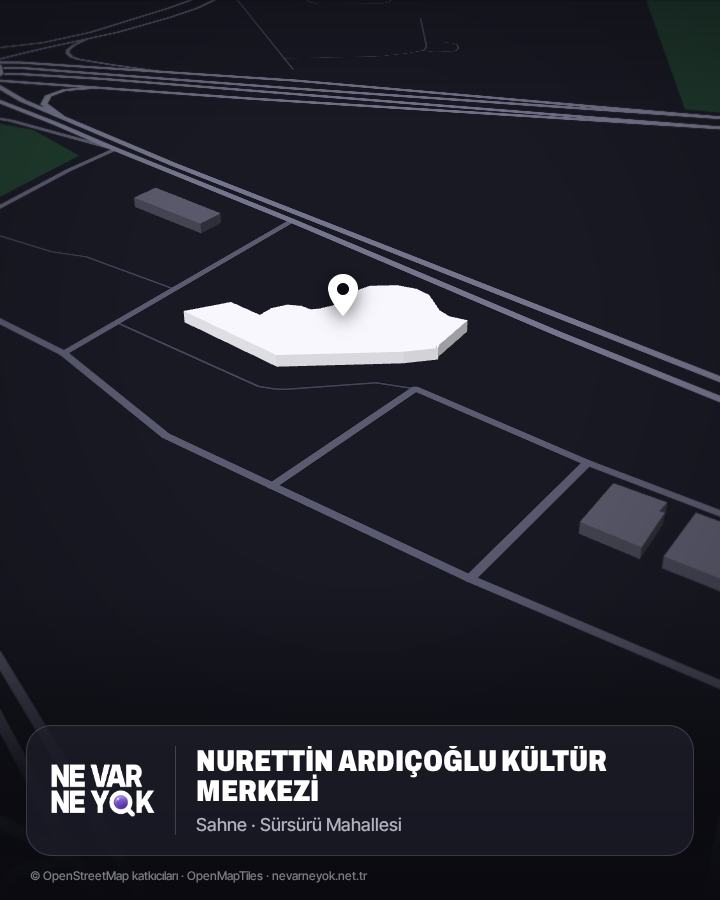 NE VAR
NE YOK
NURETTİN ARDIÇOĞLU KÜLTÜR
MERKEZİ
Sahne · Sürsürü Mahallesi
© OpenStreetMap katkıcıları · OpenMapTiles · nevarneyok.net.tr